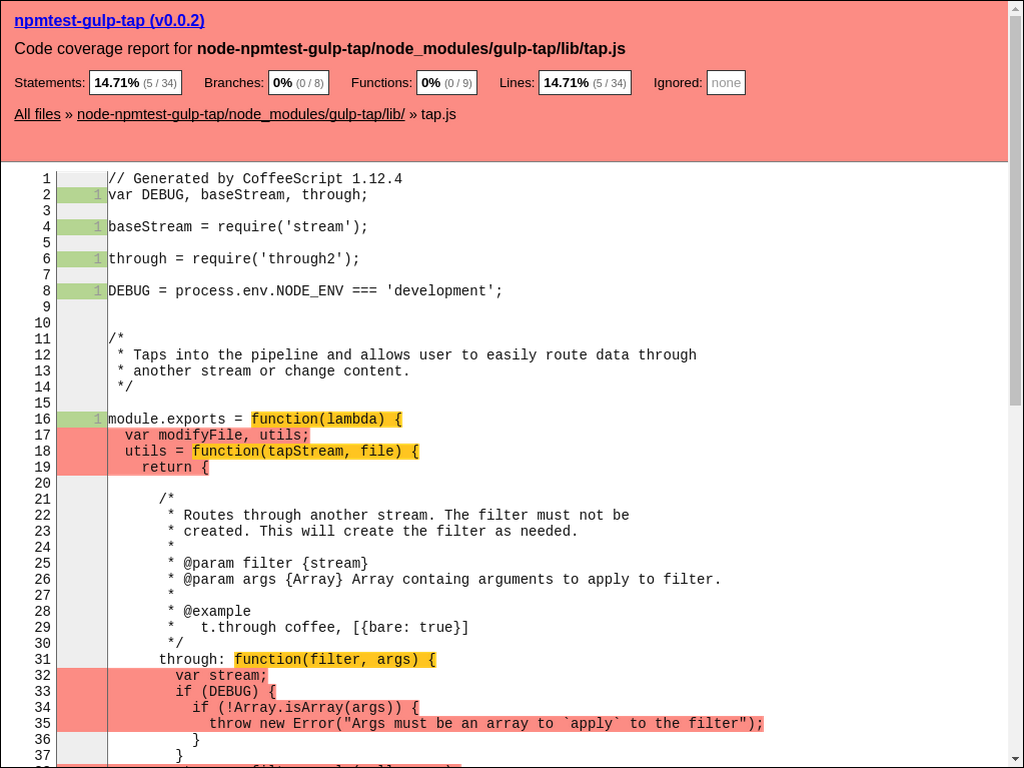 npmtest-gulp-tap (v0.0.2)
Code coverage report for node-npmtest-gulp-tap/node_modules/gulp-tap/lib/tap.js
Statements: 14.71% (5 / 34) Branches: 0% (0 / 8) Functions: 0% (0 / 9) Lines: 14.71% (5 / 34) Ignored: none
All files » node-npmtest-gulp-tap/node_modules/gulp-tap/lib/ » tap.js
1 // Generated by CoffeeScript 1.12.4
2 1 var DEBUG, baseStream, through;
3
4 1 baseStream = require('stream');
5
6 1 through = require('through2');
7
8 1 DEBUG = process.env.NODE_ENV === 'development';
9
10
11 /*
12 * Taps into the pipeline and allows user to easily route data through
13 * another stream or change content.
14 */
15
16 1 module.exports = function(lambda) {
17 var modifyFile, utils;
18 utils = function(tapStream, file) {
19 return {
20
21 /*
22 * Routes through another stream. The filter must not be
23 * created. This will create the filter as needed.
24 *
25 * @param filter {stream}
26 * @param args {Array} Array containg arguments to apply to filter.
27 *
28 * @example
29 * t.through coffee, [{bare: true}]
30 */
31 through: function(filter, args) {
32 var stream;
33 if (DEBUG) {
34 if (!Array.isArray(args)) {
35 throw new Error("Args must be an array to `apply` to the filter");
36 }
37 }